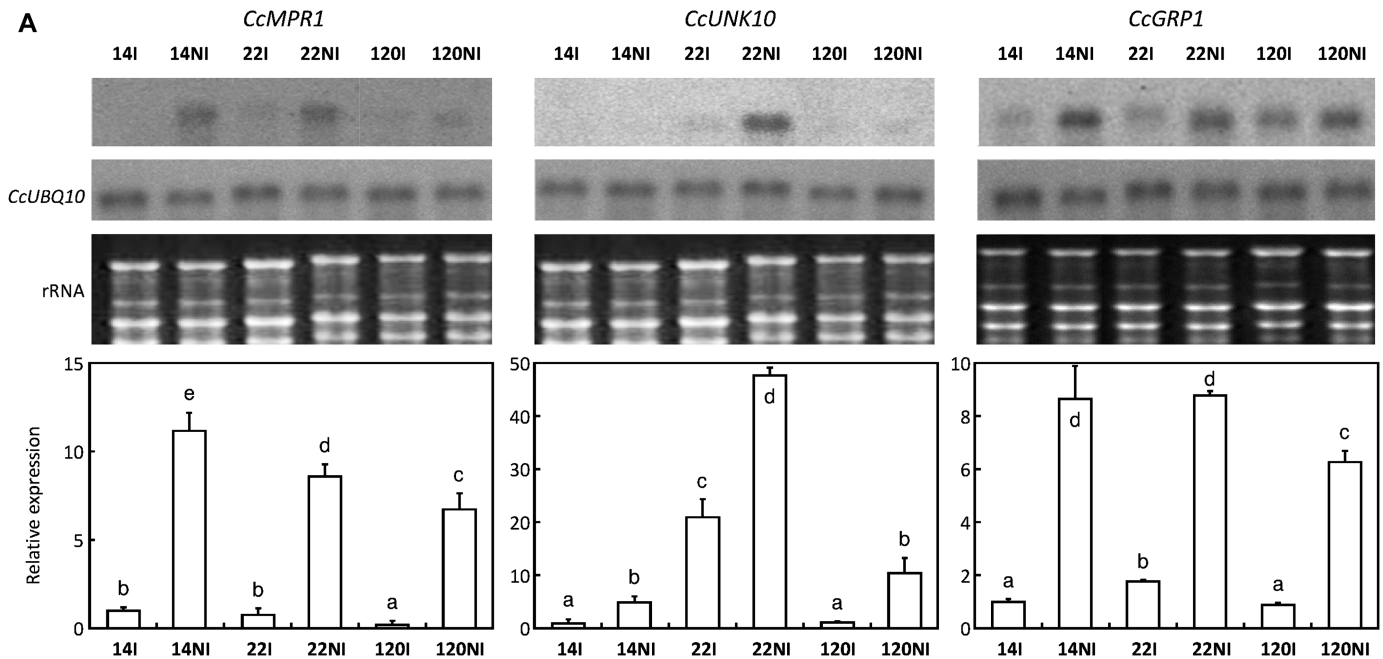 A
CcMPR1 CcUNK10 CcGRP1
14I 14NI 22I 22NI 120I 120NI 14I 14NI 22I 22NI 120I 120NI 14I 14NI 22I 22NI 120I 120NI
CcUBQ10
rRNA
Relative expression
15
10
5
0
b
e
b
d
a
c
14I 14NI 22I 22NI 120I 120NI
50
40
30
20
10
0
a
b
c
d
a
b
14I 14NI 22I 22NI 120I 120NI
10
8
6
4
2
0
a
d
b
d
a
c
14I 14NI 22I 22NI 120I 120NI